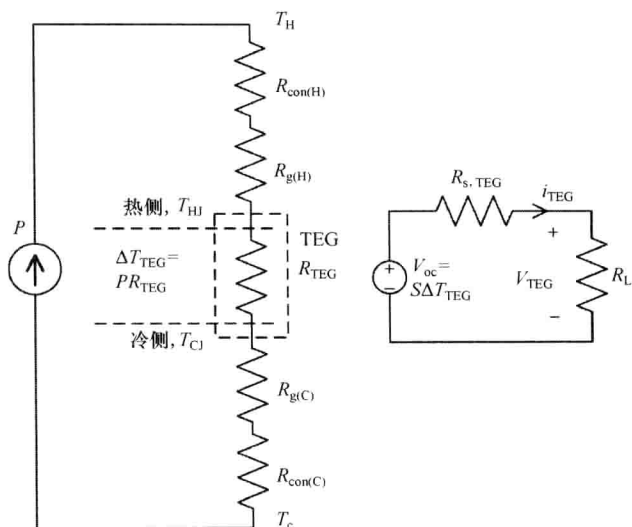 T_H
R_con(H)
R_g(H)
热侧, T_HJ
P
ΔT_TEG=
PR_TEG
TEG
R_TEG
冷侧, T_CJ
R_g(C)
R_con(C)
T_c
R_s, TEG
i_TEG
+
+
−
V_oc=
SΔT_TEG
V_TEG
R_L
−